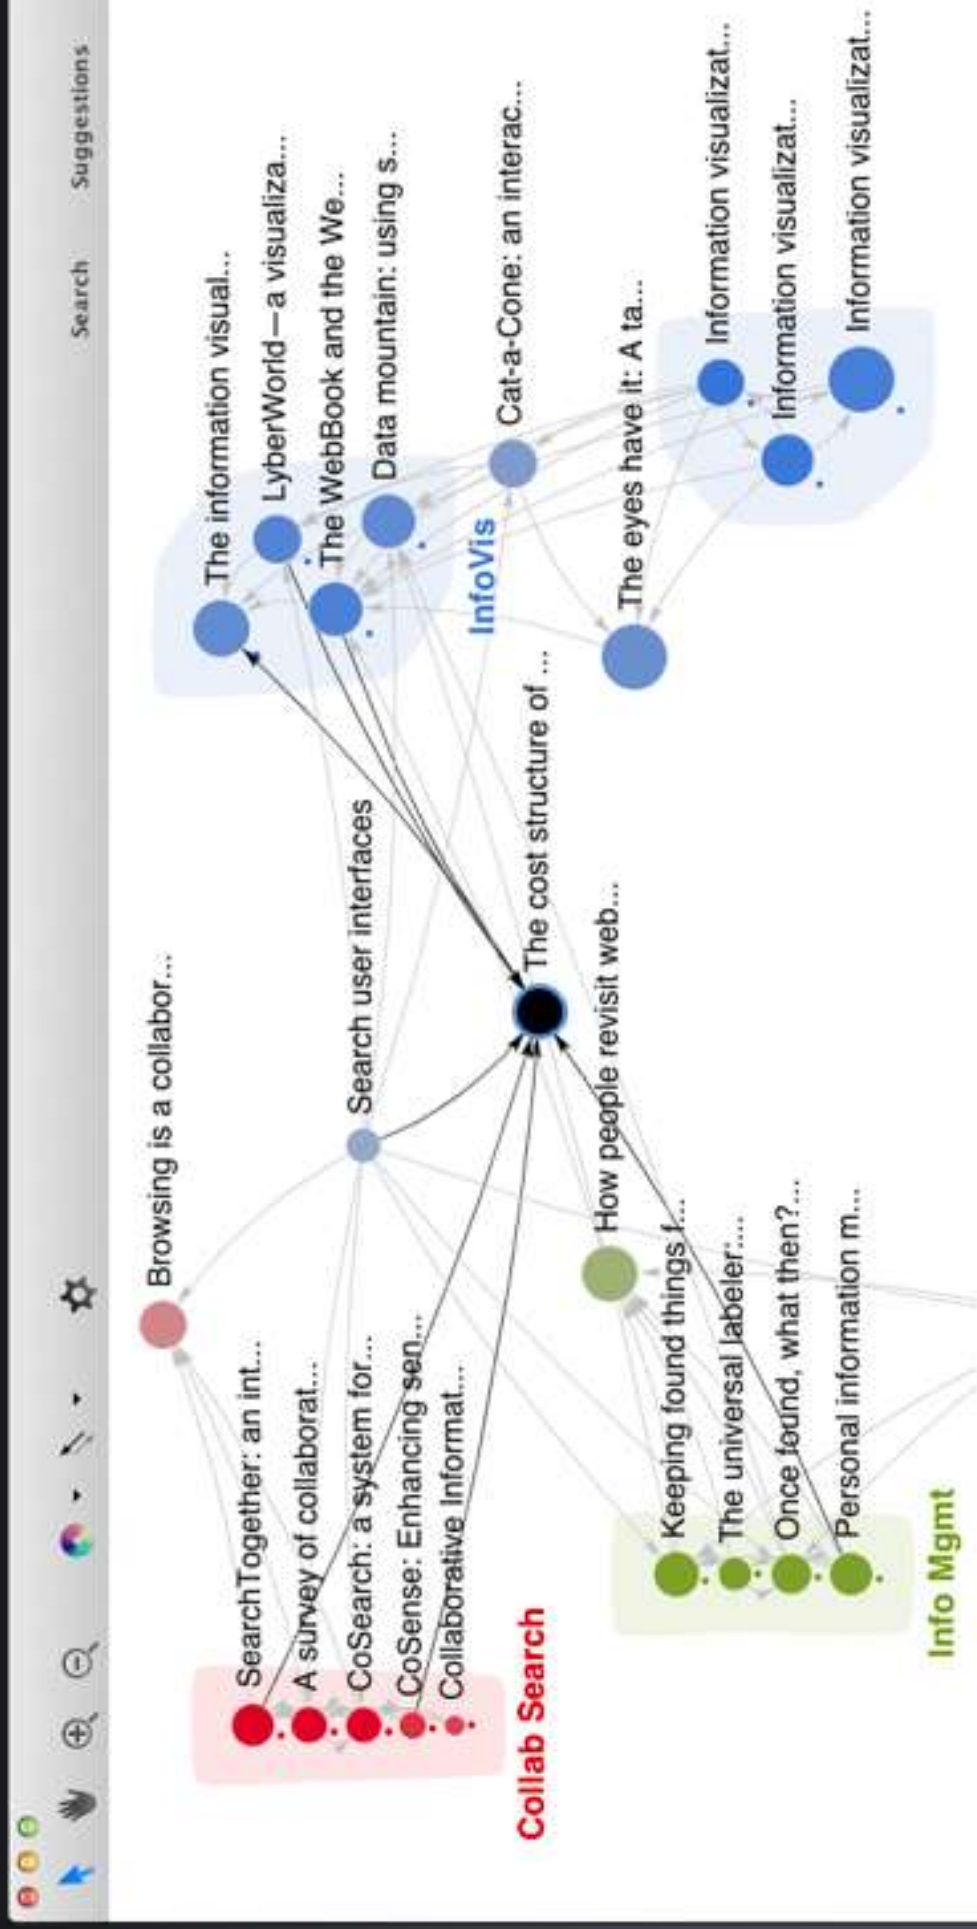 Search
Suggestions
Browsing is a collabor...
The information visual...
LyberWorld—a visualiza...
The WebBook and the We...
Data mountain: using s...
Search user interfaces
InfoVis
Cat-a-Cone: an interac...
SearchTogether: an int...
A survey of collaborat...
CoSearch: a system for...
CoSense: Enhancing sen...
Collaborative Informat...
Collab Search
The cost structure of ...
How people revisit web...
The eyes have it: A ta...
Keeping found things f...
The universal labeler:...
Once found, what then?...
Personal information m...
Info Mgmt
Information visualizat...
Information visualizat...
Information visualizat...